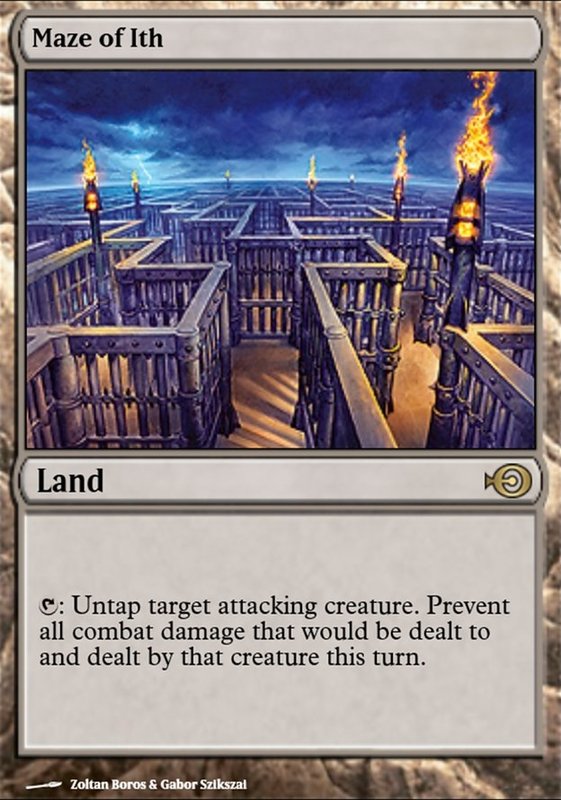 Maze of Ith
Land
: Untap target attacking creature. Prevent
all combat damage that would be dealt to
and dealt by that creature this turn.
Zoltan Boros & Gabor Szikszai